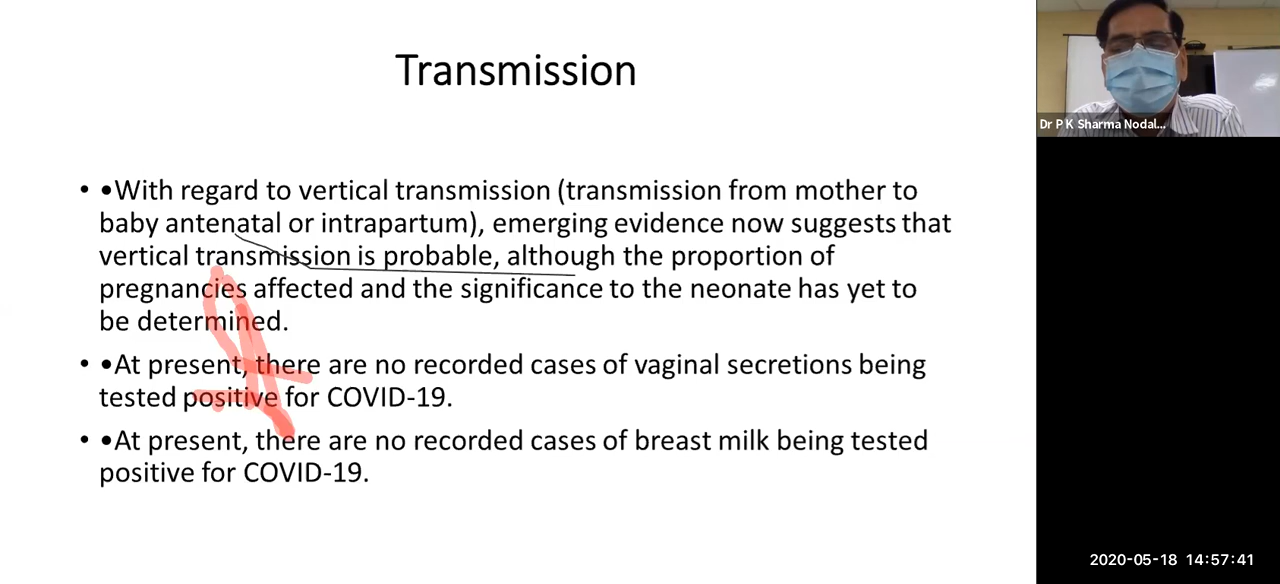 Transmission
• •With regard to vertical transmission (transmission from mother to
baby antenatal or intrapartum), emerging evidence now suggests that
vertical transmission is probable, although the proportion of
pregnancies affected and the significance to the neonate has yet to
be determined.
• •At present, there are no recorded cases of vaginal secretions being
tested positive for COVID-19.
• •At present, there are no recorded cases of breast milk being tested
positive for COVID-19.
Dr P K Sharma Nodal...
2020-05-18 14:57:41